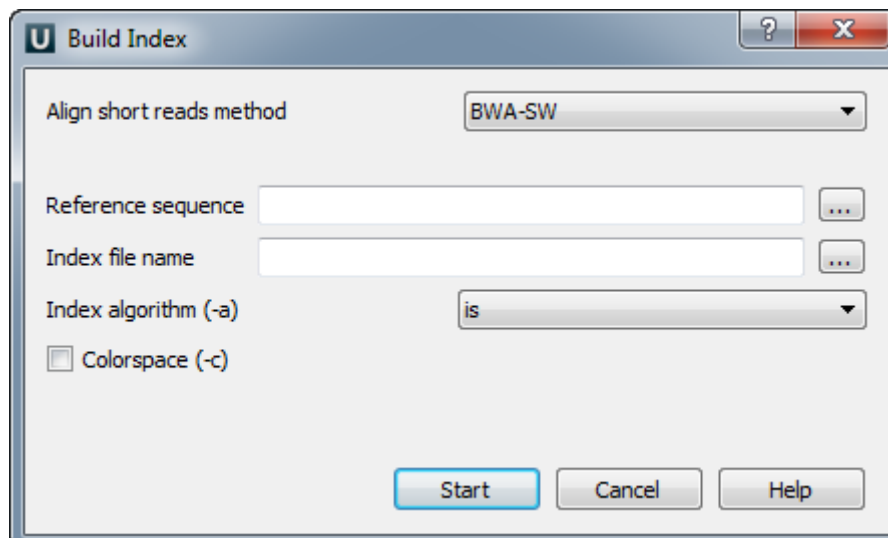 U Build Index
Align short reads method BWA-SW
Reference sequence ...
Index file name ...
Index algorithm (-a) is
Colorspace (-c)
Start Cancel Help